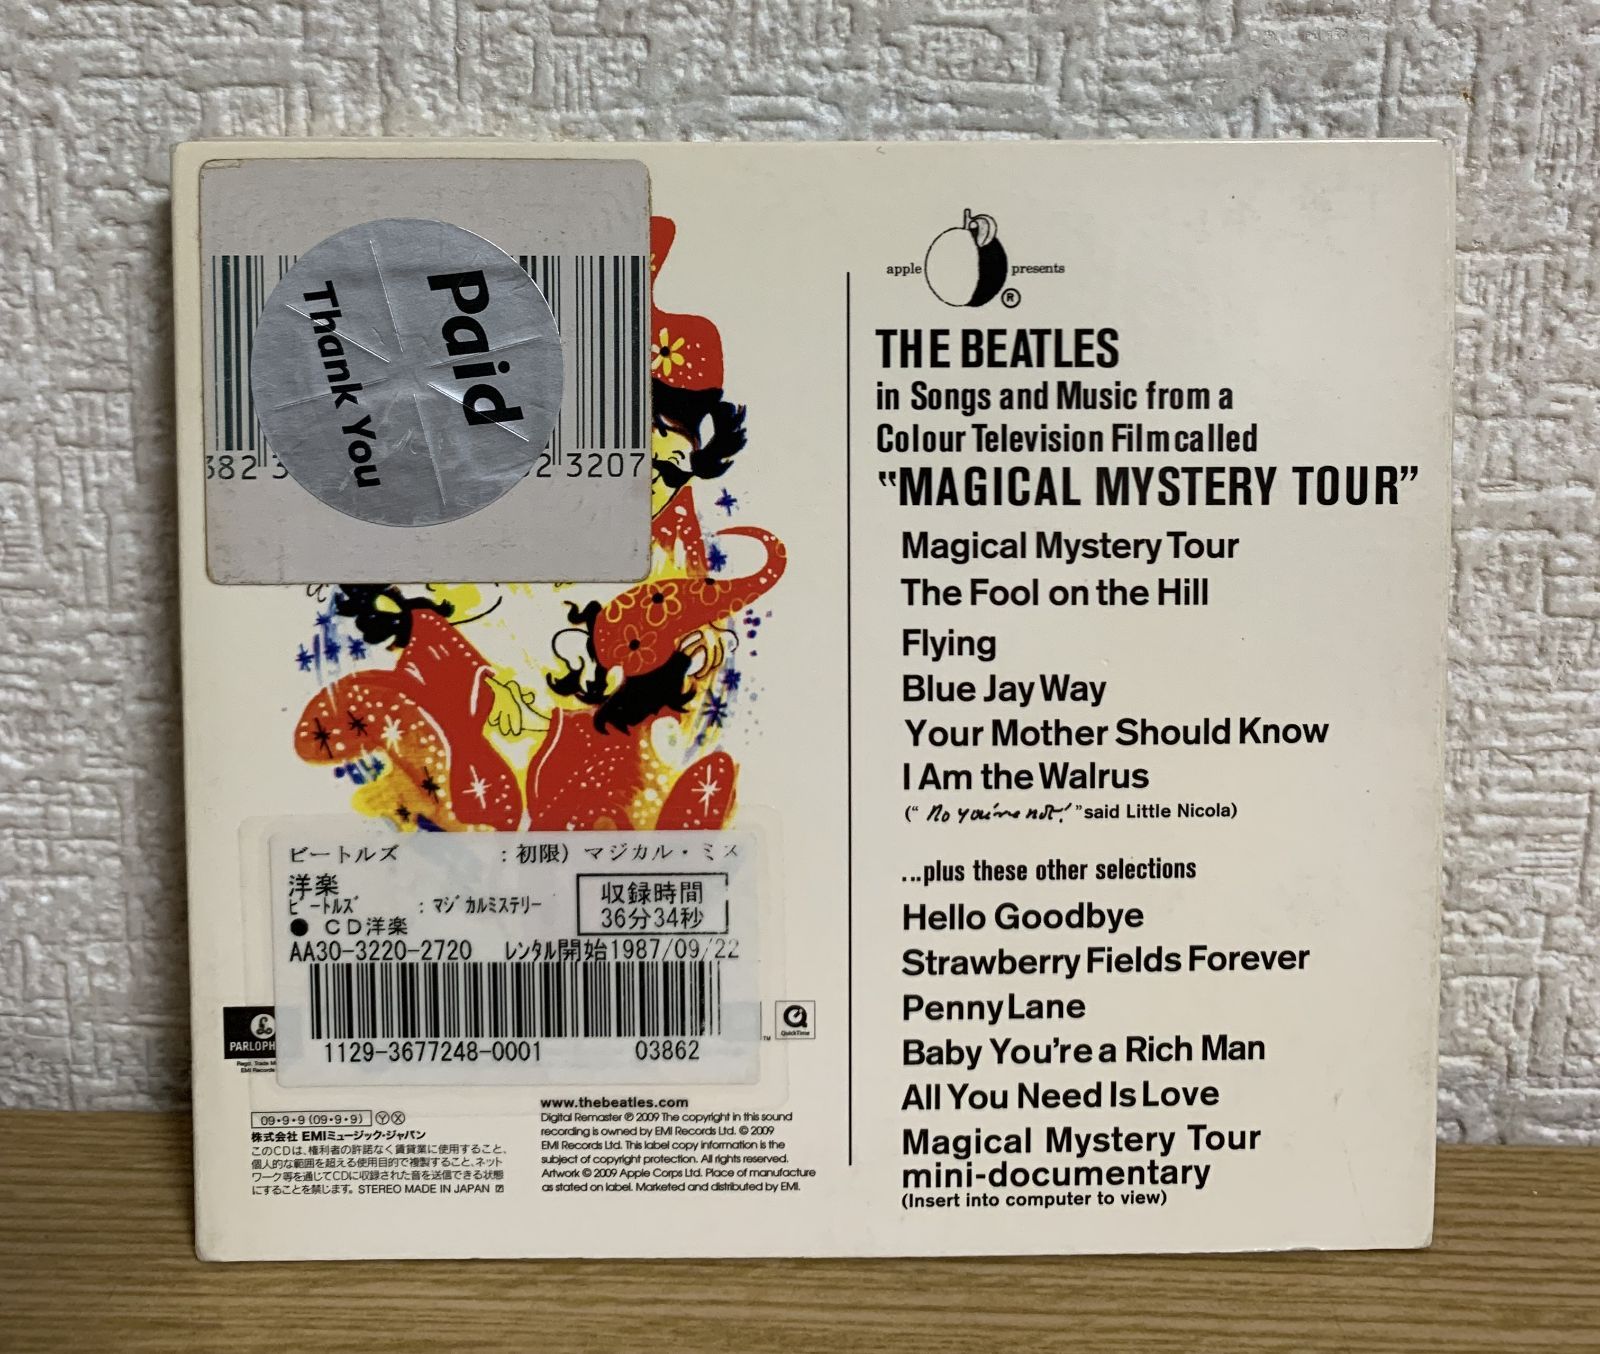 Paid
Thank You
382
2 3207
apple presents
®
THE BEATLES
in Songs and Music from a
Colour Television Film called
"MAGICAL MYSTERY TOUR"
Magical Mystery Tour
The Fool on the Hill
Flying
Blue Jay Way
Your Mother Should Know
I Am the Walrus
("No you're not!" said Little Nicola)
...plus these other selections
Hello Goodbye
Strawberry Fields Forever
Penny Lane
Baby You're a Rich Man
All You Need Is Love
Magical Mystery Tour
mini-documentary
(Insert into computer to view)
ビートルズ :初限)マジカル・ミス
洋楽
ビートルズ :マジカルミステリー
収録時間
36分34秒
● CD洋楽
AA30-3220-2720 レンタル開始1987/09/22
1129-3677248-0001 03862
PARLOPH
EMI Records
TM
QuickTime
09・9・9(09・9・9) Ⓨ Ⓧ
株式会社 EMIミュージック・ジャパン
このCDは、権利者の許諾なく賃貸業に使用すること、
個人的な範囲を超える使用目的で複製すること、ネット
ワーク等を通じてCDに収録された音を送信できる状態
にすることを禁じます。 STEREO MADE IN JAPAN
www.thebeatles.com
Digital Remaster ℗ 2009 The copyright in this sound
recording is owned by EMI Records Ltd. © 2009
EMI Records Ltd. This label copy information is the
subject of copyright protection. All rights reserved.
Artwork © 2009 Apple Corps Ltd. Place of manufacture
as stated on label. Marketed and distributed by EMI.